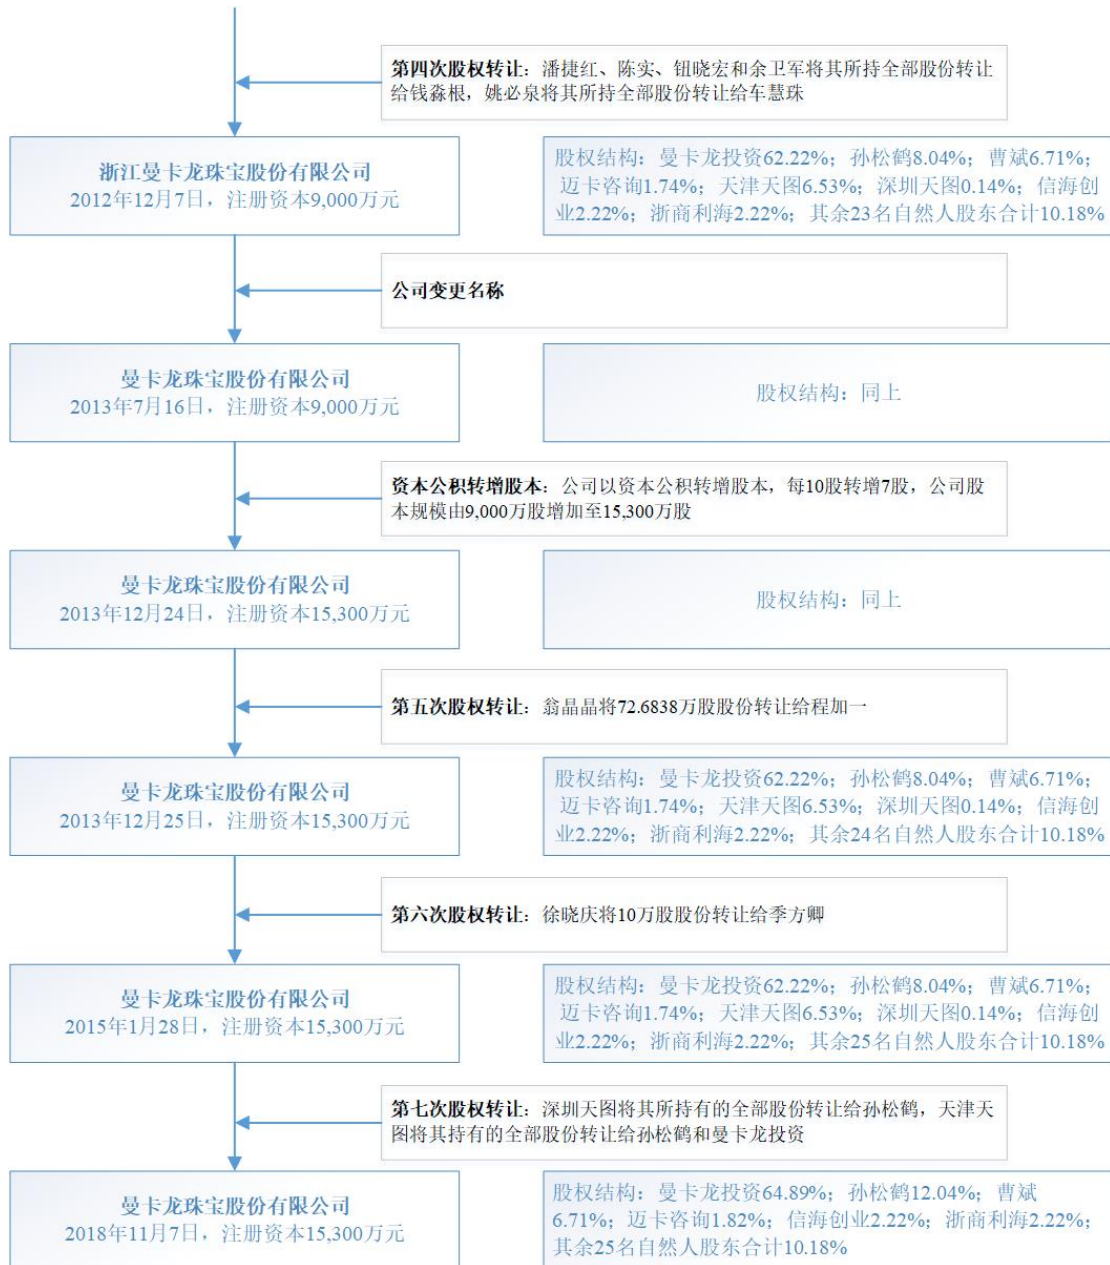 第四次股权转让：潘捷红、陈实、钮晓宏和余卫军将其所持全部股份转让
给钱淼根，姚必泉将其所持全部股份转让给车慧珠
浙江曼卡龙珠宝股份有限公司
2012年12月7日，注册资本9,000万元
股权结构：曼卡龙投资62.22%；孙松鹤8.04%；曹斌6.71%；
迈卡咨询1.74%；天津天图6.53%；深圳天图0.14%；信海创
业2.22%；浙商利海2.22%；其余23名自然人股东合计10.18%
公司变更名称
曼卡龙珠宝股份有限公司
2013年7月16日，注册资本9,000万元
股权结构：同上
资本公积转增股本：公司以资本公积转增股本，每10股转增7股，公司股
本规模由9,000万股增加至15,300万股
曼卡龙珠宝股份有限公司
2013年12月24日，注册资本15,300万元
股权结构：同上
第五次股权转让：翁晶晶将72.6838万股股份转让给程加一
曼卡龙珠宝股份有限公司
2013年12月25日，注册资本15,300万元
股权结构：曼卡龙投资62.22%；孙松鹤8.04%；曹斌6.71%；
迈卡咨询1.74%；天津天图6.53%；深圳天图0.14%；信海创
业2.22%；浙商利海2.22%；其余24名自然人股东合计10.18%
第六次股权转让：徐晓庆将10万股股份转让给季方卿
曼卡龙珠宝股份有限公司
2015年1月28日，注册资本15,300万元
股权结构：曼卡龙投资62.22%；孙松鹤8.04%；曹斌6.71%；
迈卡咨询1.74%；天津天图6.53%；深圳天图0.14%；信海创
业2.22%；浙商利海2.22%；其余25名自然人股东合计10.18%
第七次股权转让：深圳天图将其所持有的全部股份转让给孙松鹤，天津天
图将其持有的全部股份转让给孙松鹤和曼卡龙投资
曼卡龙珠宝股份有限公司
2018年11月7日，注册资本15,300万元
股权结构：曼卡龙投资64.89%；孙松鹤12.04%；曹斌
6.71%；迈卡咨询1.82%；信海创业2.22%；浙商利海2.22%；
其余25名自然人股东合计10.18%